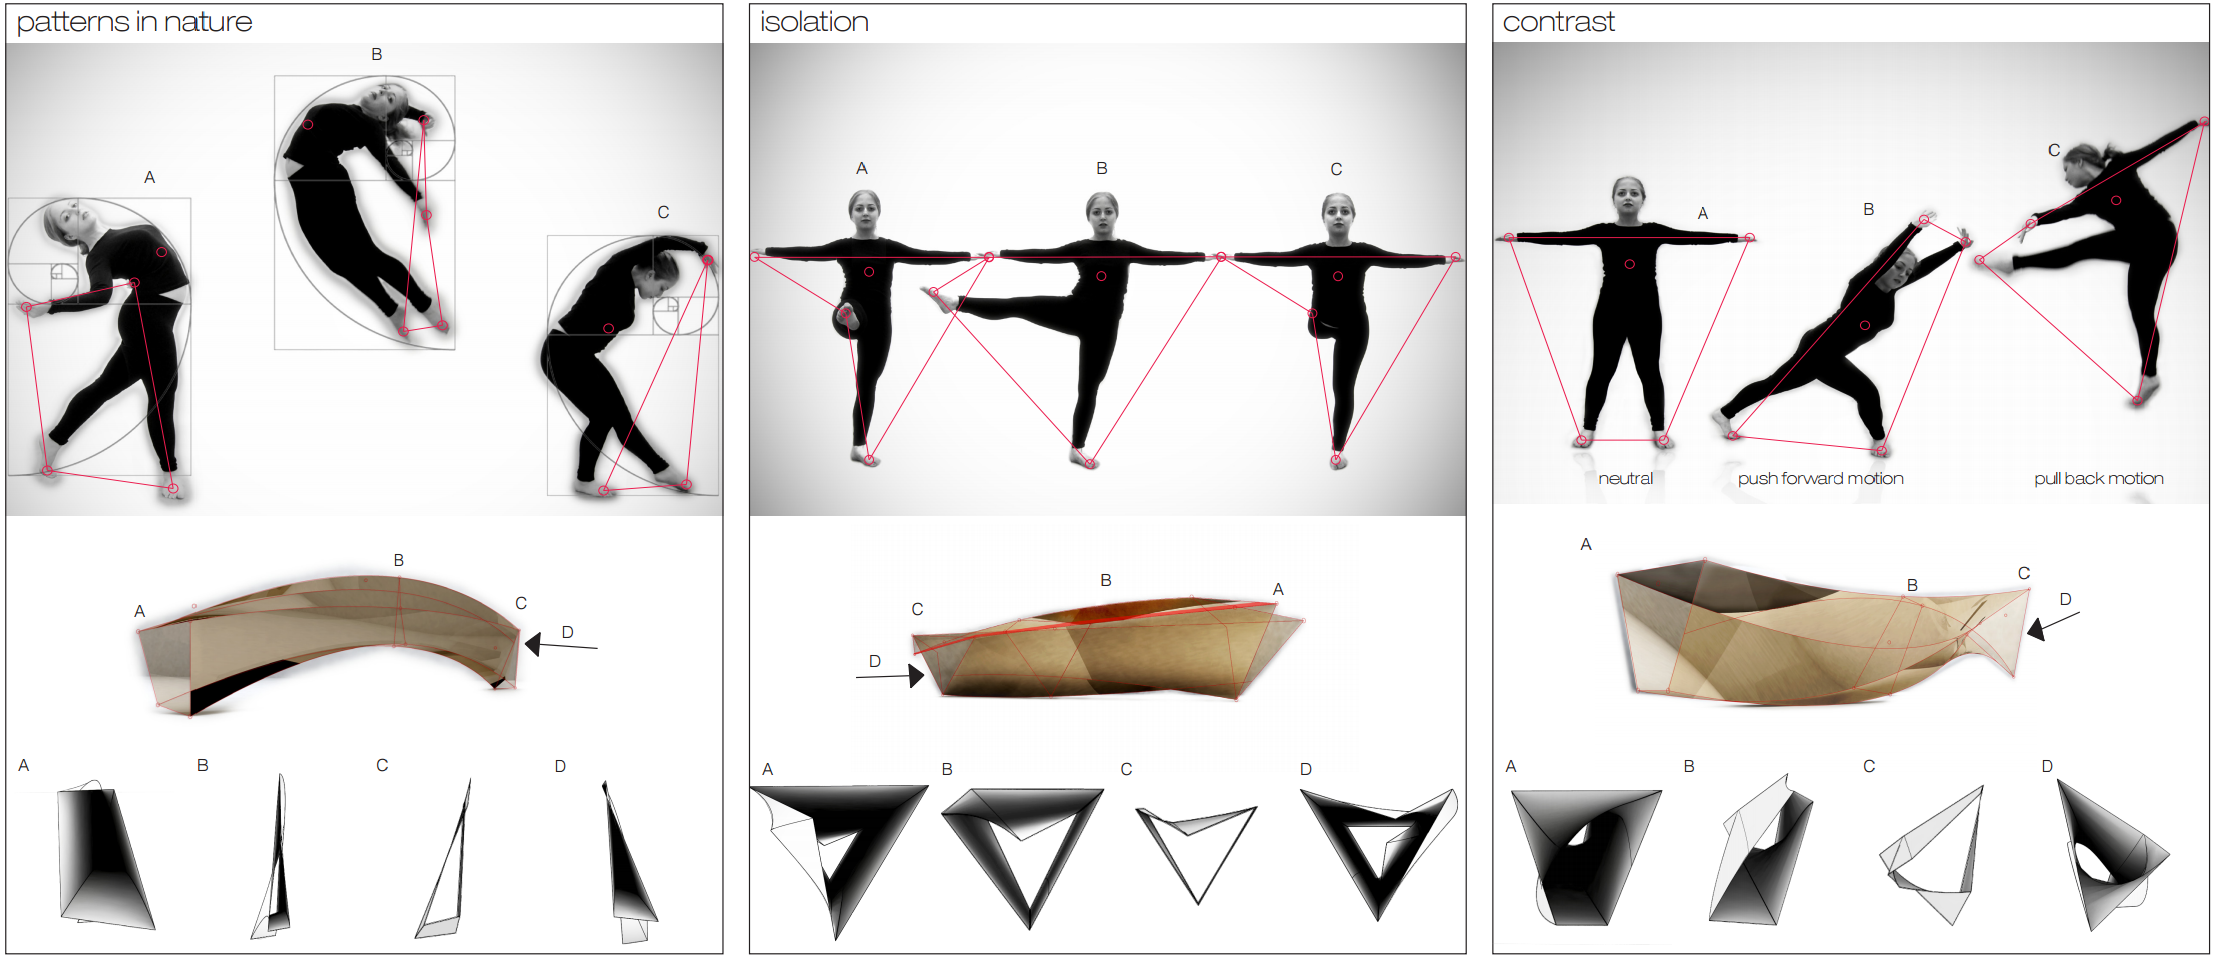 patterns in nature
B
A
C
B
A
C
D
A
B
C
D
isolation
A
B
C
B
A
C
D
A
B
C
D
contrast
C
A
B
neutral
push forward motion
pull back motion
A
B
C
D
A
B
C
D